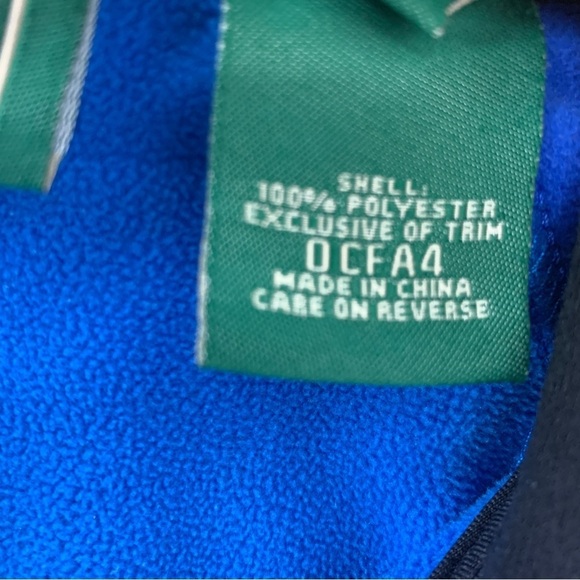 SHELL:
100% POLYESTER
EXCLUSIVE OF TRIM
0CFA4
MADE IN CHINA
CARE ON REVERSE